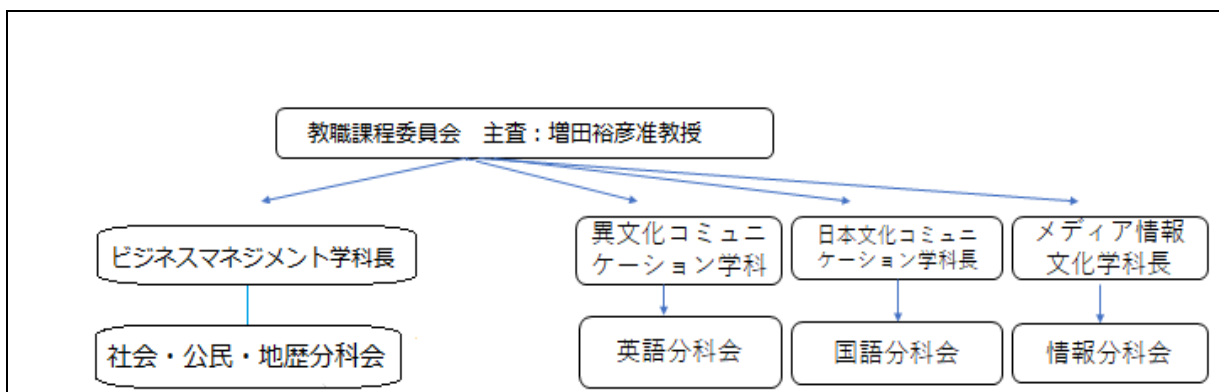 教職課程委員会　主査：増田裕彦准教授
ビジネスマネジメント学科長
異文化コミュニ
ケーション学科
日本文化コミュニ
ケーション学科長
メディア情報
文化学科長
社会・公民・地歴分科会
英語分科会
国語分科会
情報分科会